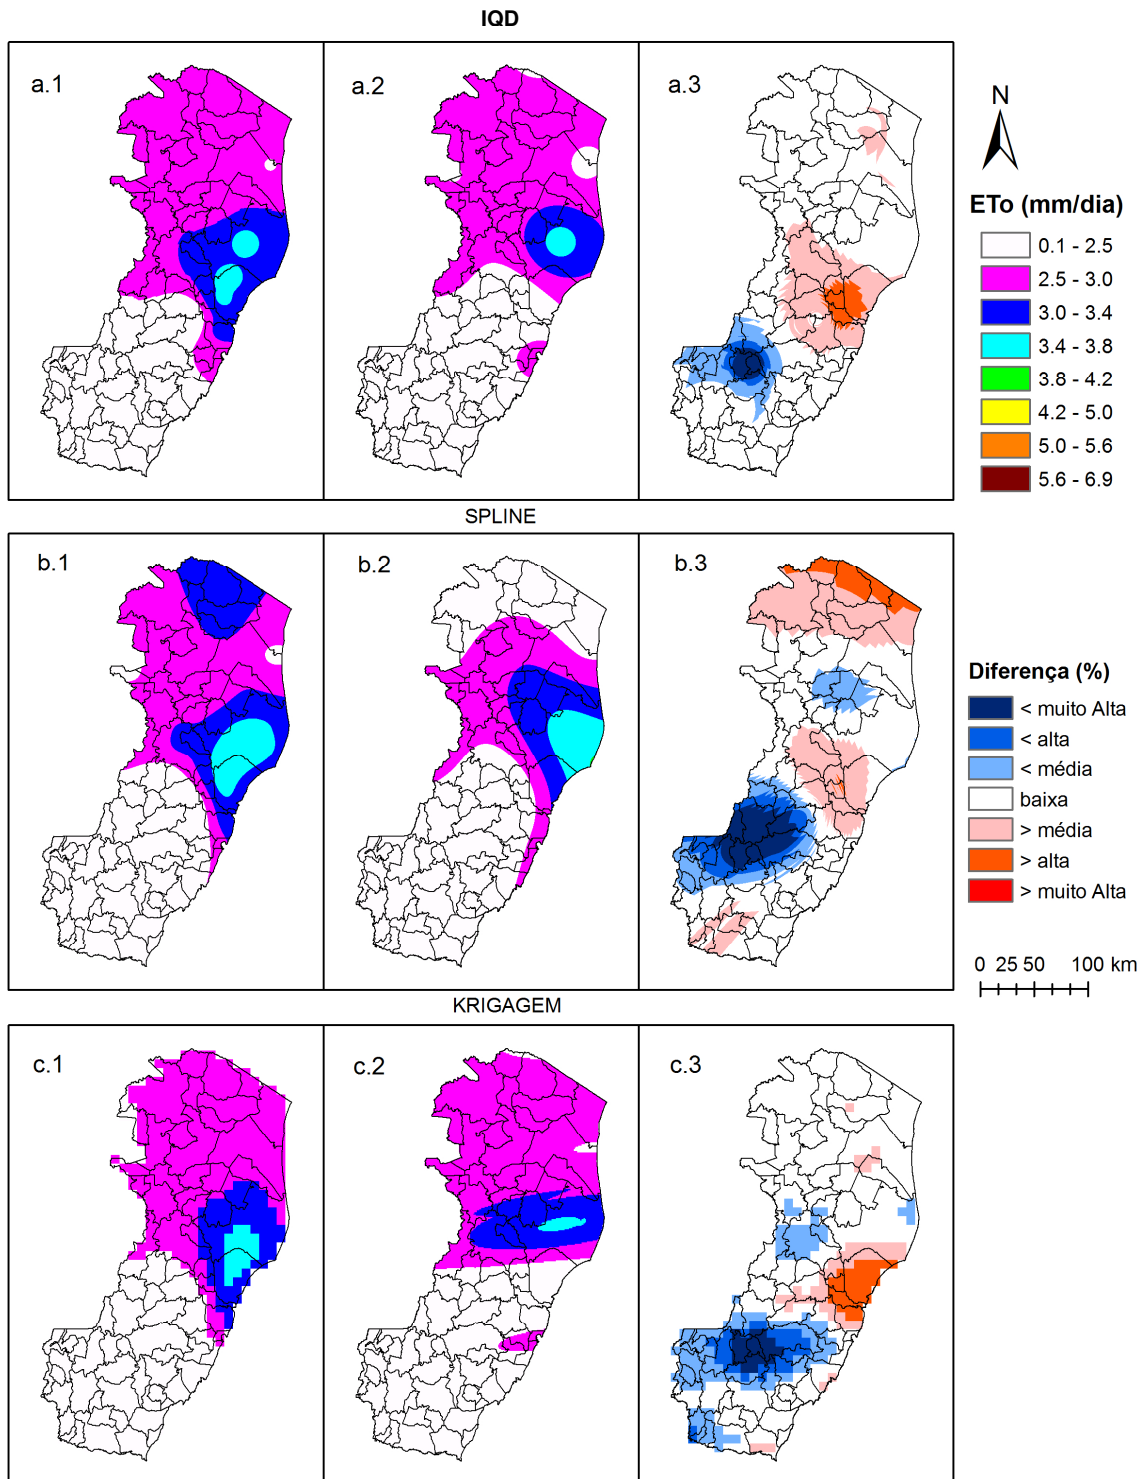 IQD
a.1
a.2
a.3
N
ETo (mm/dia)
0.1 - 2.5
2.5 - 3.0
3.0 - 3.4
3.4 - 3.8
3.8 - 4.2
4.2 - 5.0
5.0 - 5.6
5.6 - 6.9
SPLINE
b.1
b.2
b.3
Diferença (%)
< muito Alta
< alta
< média
baixa
> média
> alta
> muito Alta
0 25 50 100 km
KRIGAGEM
c.1
c.2
c.3